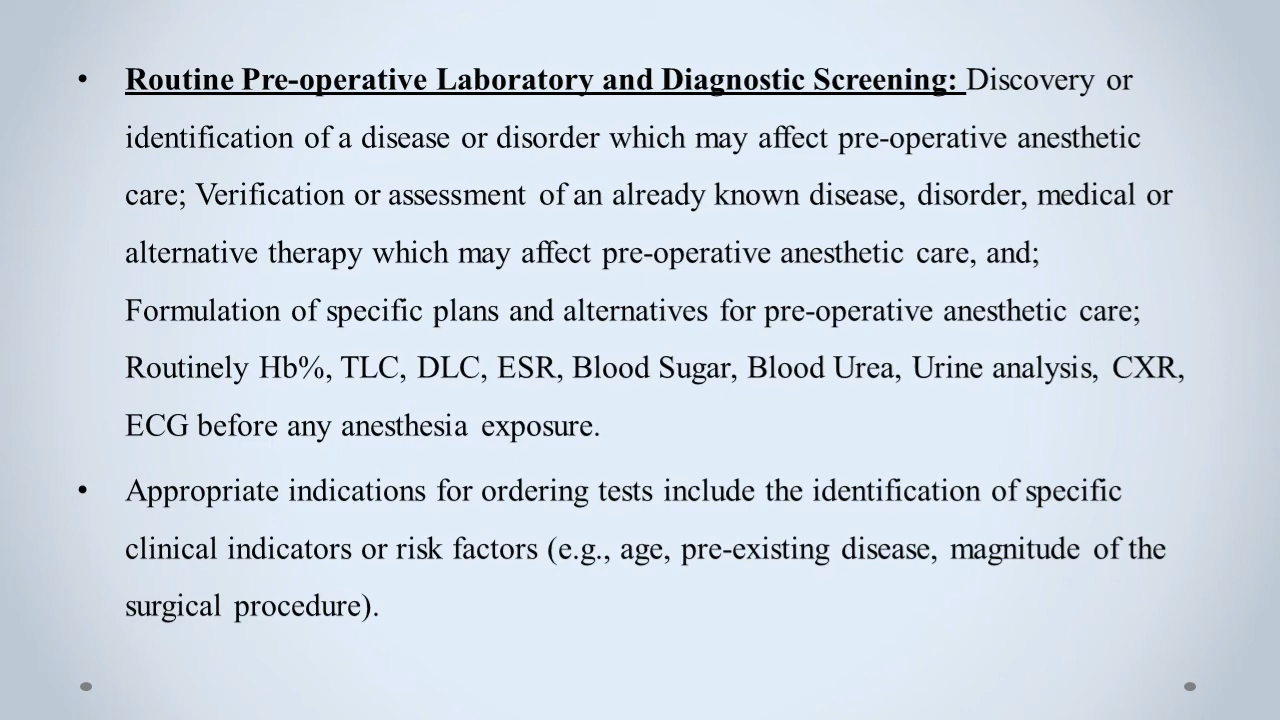 • Routine Pre-operative Laboratory and Diagnostic Screening: Discovery or
identification of a disease or disorder which may affect pre-operative anesthetic
care; Verification or assessment of an already known disease, disorder, medical or
alternative therapy which may affect pre-operative anesthetic care, and;
Formulation of specific plans and alternatives for pre-operative anesthetic care;
Routinely Hb%, TLC, DLC, ESR, Blood Sugar, Blood Urea, Urine analysis, CXR,
ECG before any anesthesia exposure.
• Appropriate indications for ordering tests include the identification of specific
clinical indicators or risk factors (e.g., age, pre-existing disease, magnitude of the
surgical procedure).